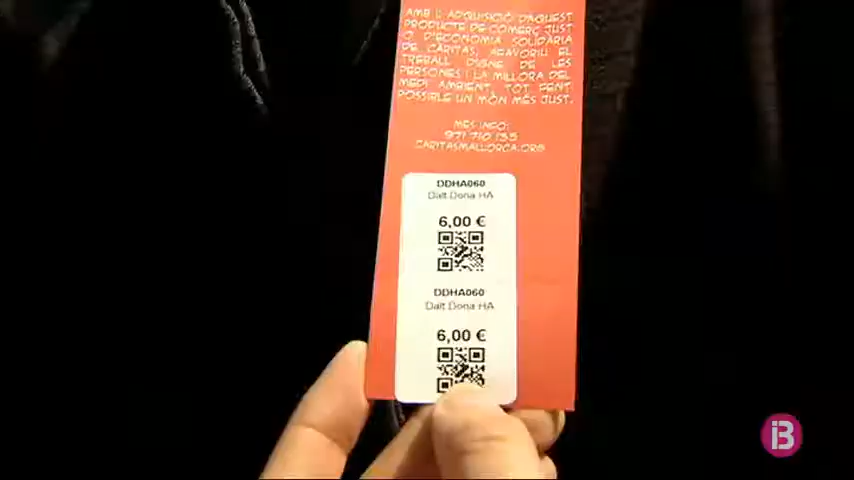 AMB L'ADQUISICIÓ D'AQUEST
PRODUCTE DE COMERÇ JUST
O D'ECONOMIA SOLIDÀRIA
DE CÀRITAS, AFAVORIU EL
TREBALL DIGNE DE LES
PERSONES I LA MILLORA DEL
MEDI AMBIENT, TOT FENT
POSSIBLE UN MÓN MÉS JUST.
MÉS INFO:
971 710 135
CARITASMALLORCA.ORG
DDHA060
Dalt Dona HA
6,00 €
DDHA060
Dalt Dona HA
6,00 €
iB3